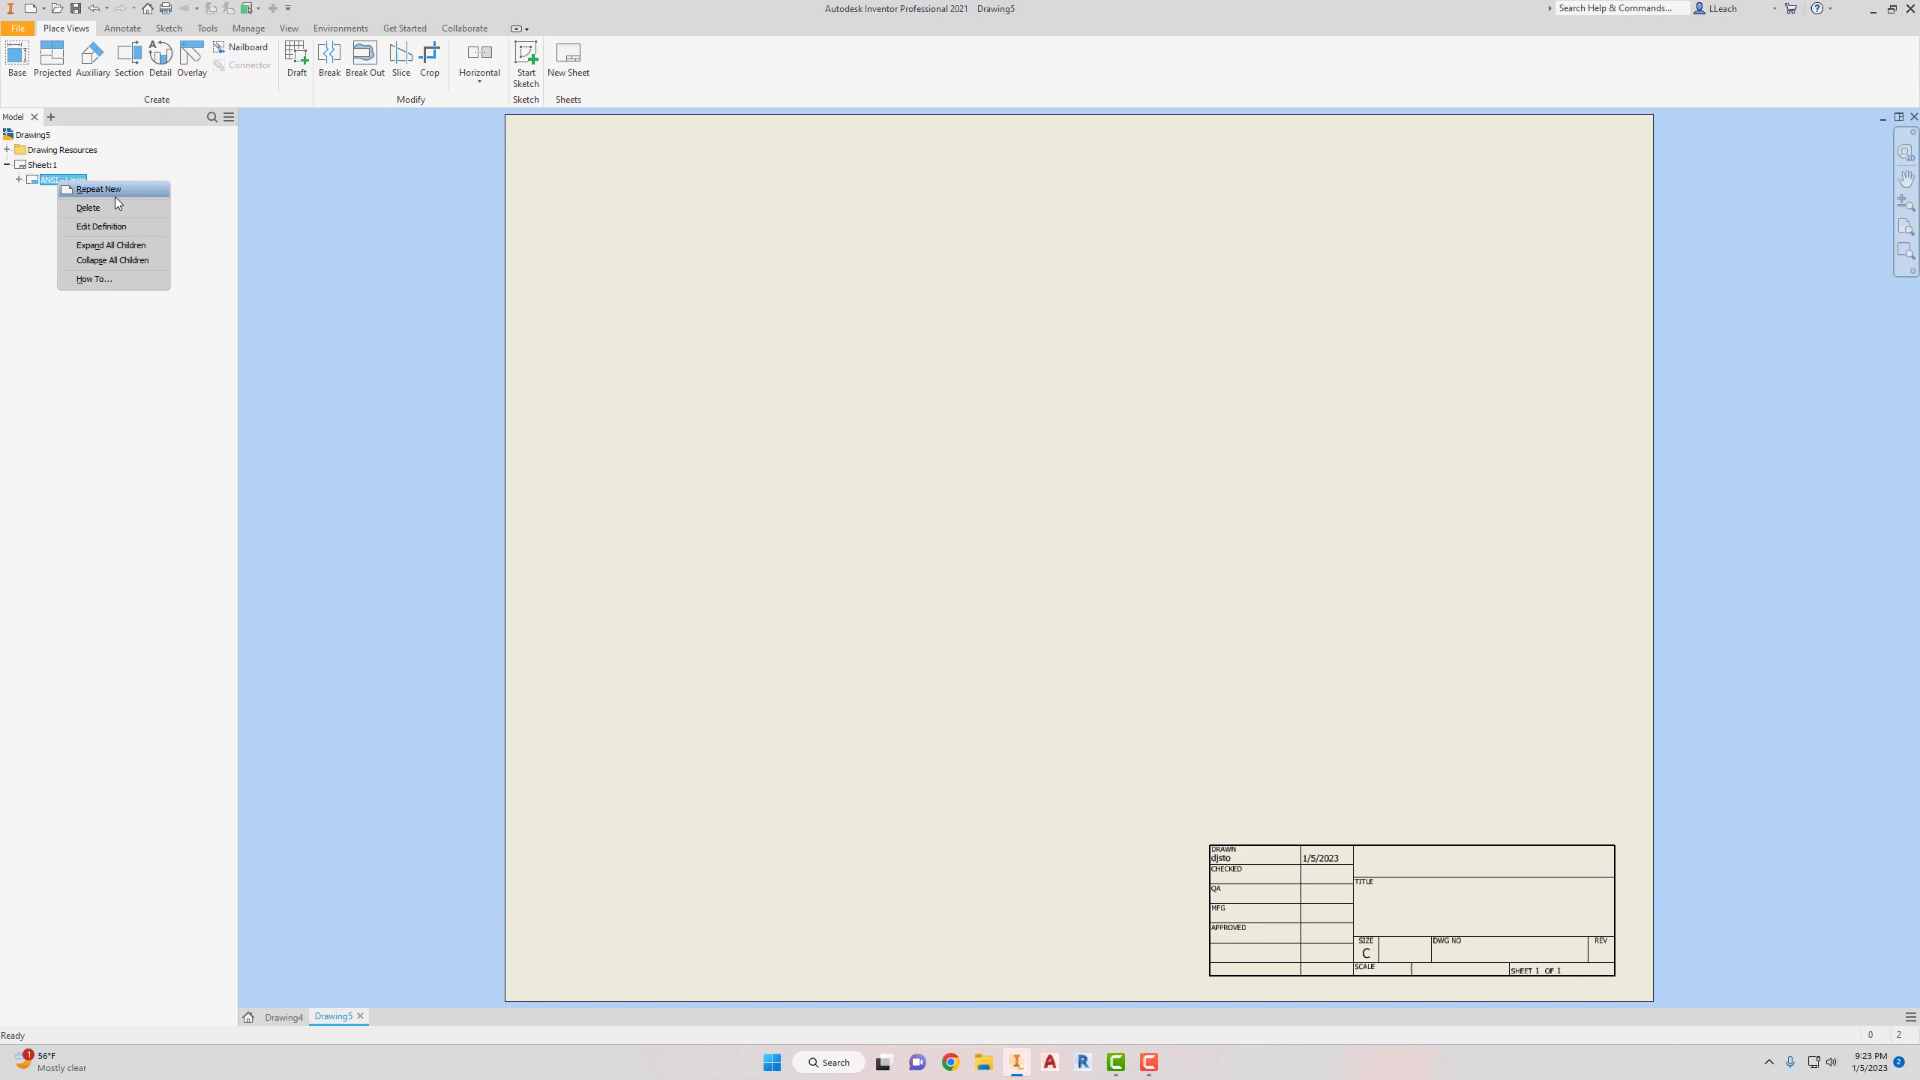 Autodesk Inventor Professional 2021 Drawing5
Search Help & Commands...
LLeach
File
Place Views
Annotate
Sketch
Tools
Manage
View
Environments
Get Started
Collaborate
Base
Projected
Auxiliary
Section
Detail
Overlay
Nailboard
Connector
Draft
Break
Break Out
Slice
Crop
Horizontal
Start
Sketch
New Sheet
Create
Modify
Sketch
Sheets
Model
Drawing5
Drawing Resources
Sheet:1
ANSI - Large
Repeat New
Delete
Edit Definition
Expand All Children
Collapse All Children
How To...
DRAWN
djsto
1/5/2023
CHECKED
QA
MFG
APPROVED
TITLE
SIZE
C
DWG NO
REV
SCALE
SHEET 1 OF 1
Drawing4
Drawing5
Ready
0
2
1
56°F
Mostly clear
Search
9:23 PM
1/5/2023
2